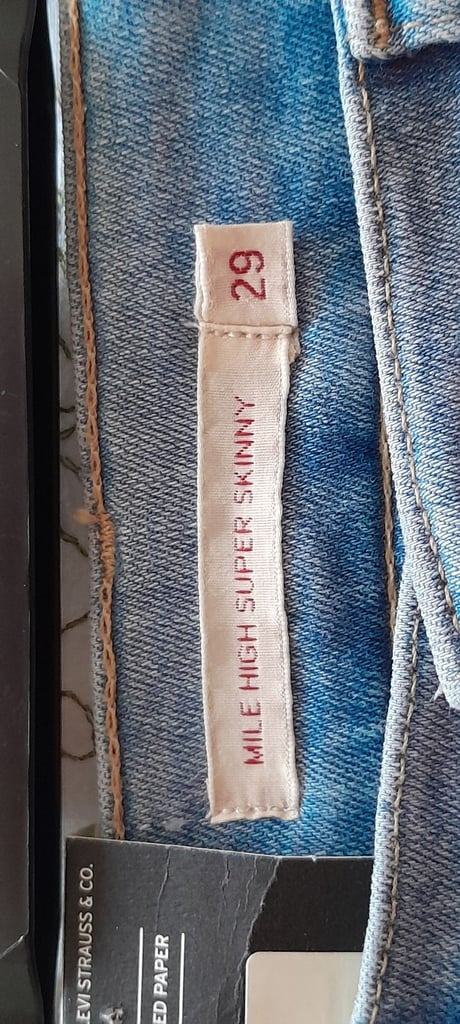 MILE HIGH SUPER SKINNY 29
EVI STRAUSS & CO.
ED PAPER